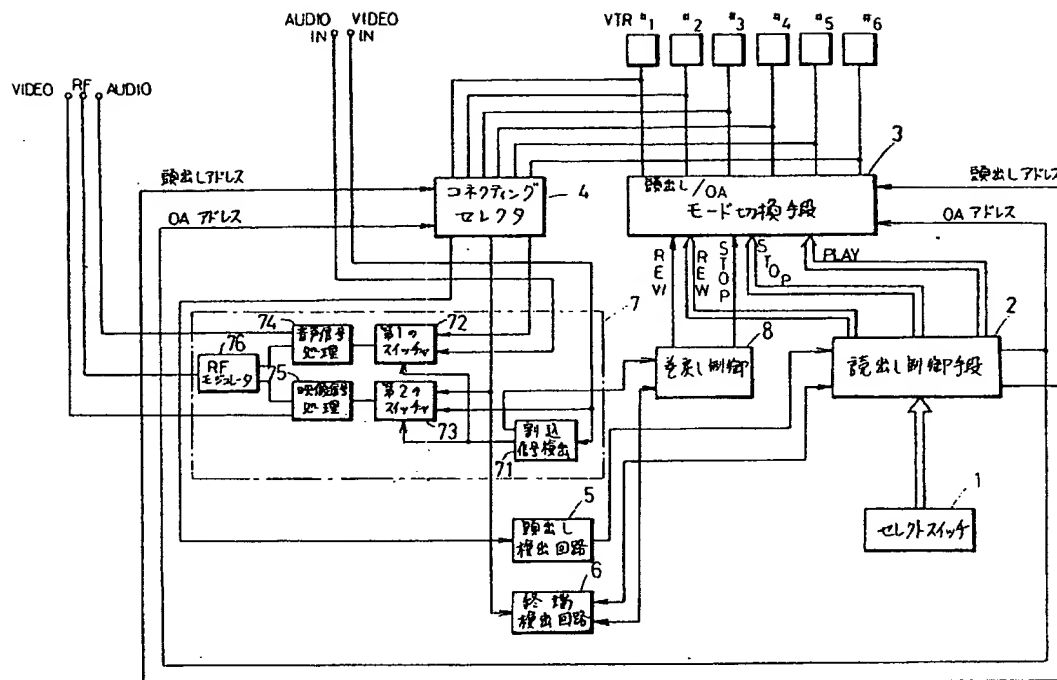 AUDIO IN
VIDEO IN
VTR #1 #2 #3 #4 #5 #6
VIDEO RF AUDIO
頭出しアドレス
OA アドレス
コネクティング
セレクタ
4
3
頭出し/OA
モード切換手段
頭出しアドレス
OA アドレス
REW
REW
STOP
STOP
PLAY
7
74
音声信号
処理
72
第1の
スイッチャ
76
RF
モジュレータ
75
映像信号
処理
第2の
スイッチャ
73
割込
信号検出
71
8
巻戻し制御
2
読出し制御手段
1
セレクトスイッチ
5
頭出し
検出回路
6
終端
検出回路